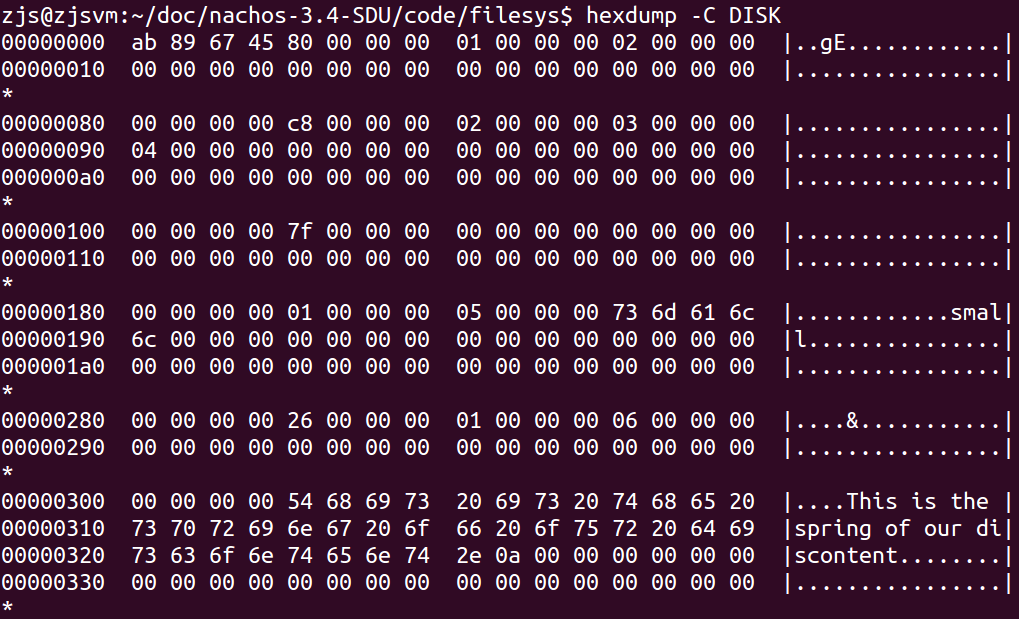 zjs@zjsvm:~/doc/nachos-3.4-SDU/code/filesys$ hexdump -C DISK
00000000  ab 89 67 45 80 00 00 00  01 00 00 00 02 00 00 00  |..gE............|
00000010  00 00 00 00 00 00 00 00  00 00 00 00 00 00 00 00  |................|
*
00000080  00 00 00 00 c8 00 00 00  02 00 00 00 03 00 00 00  |................|
00000090  04 00 00 00 00 00 00 00  00 00 00 00 00 00 00 00  |................|
000000a0  00 00 00 00 00 00 00 00  00 00 00 00 00 00 00 00  |................|
*
00000100  00 00 00 00 7f 00 00 00  00 00 00 00 00 00 00 00  |................|
00000110  00 00 00 00 00 00 00 00  00 00 00 00 00 00 00 00  |................|
*
00000180  00 00 00 00 01 00 00 00  05 00 00 00 73 6d 61 6c  |............smal|
00000190  6c 00 00 00 00 00 00 00  00 00 00 00 00 00 00 00  |l...............|
000001a0  00 00 00 00 00 00 00 00  00 00 00 00 00 00 00 00  |................|
*
00000280  00 00 00 00 26 00 00 00  01 00 00 00 06 00 00 00  |....&...........|
00000290  00 00 00 00 00 00 00 00  00 00 00 00 00 00 00 00  |................|
*
00000300  00 00 00 00 54 68 69 73  20 69 73 20 74 68 65 20  |....This is the |
00000310  73 70 72 69 6e 67 20 6f  66 20 6f 75 72 20 64 69  |spring of our di|
00000320  73 63 6f 6e 74 65 6e 74  2e 0a 00 00 00 00 00 00  |scontent........|
00000330  00 00 00 00 00 00 00 00  00 00 00 00 00 00 00 00  |................|
*